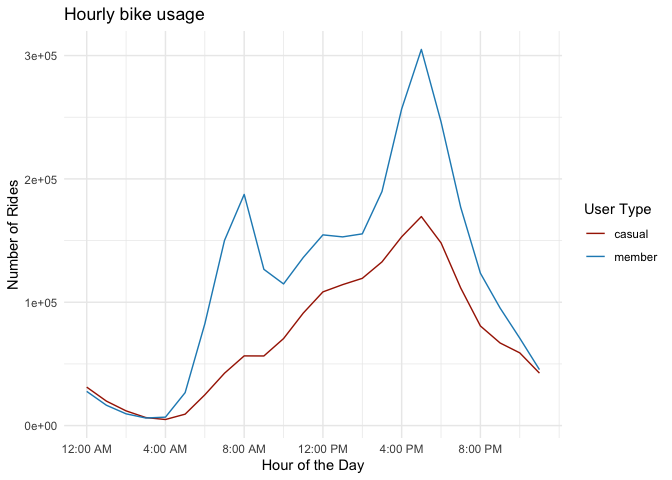 Hourly bike usage
Number of Rides
3e+05
2e+05
1e+05
0e+00
12:00 AM 4:00 AM 8:00 AM 12:00 PM 4:00 PM 8:00 PM
Hour of the Day
User Type
casual
member